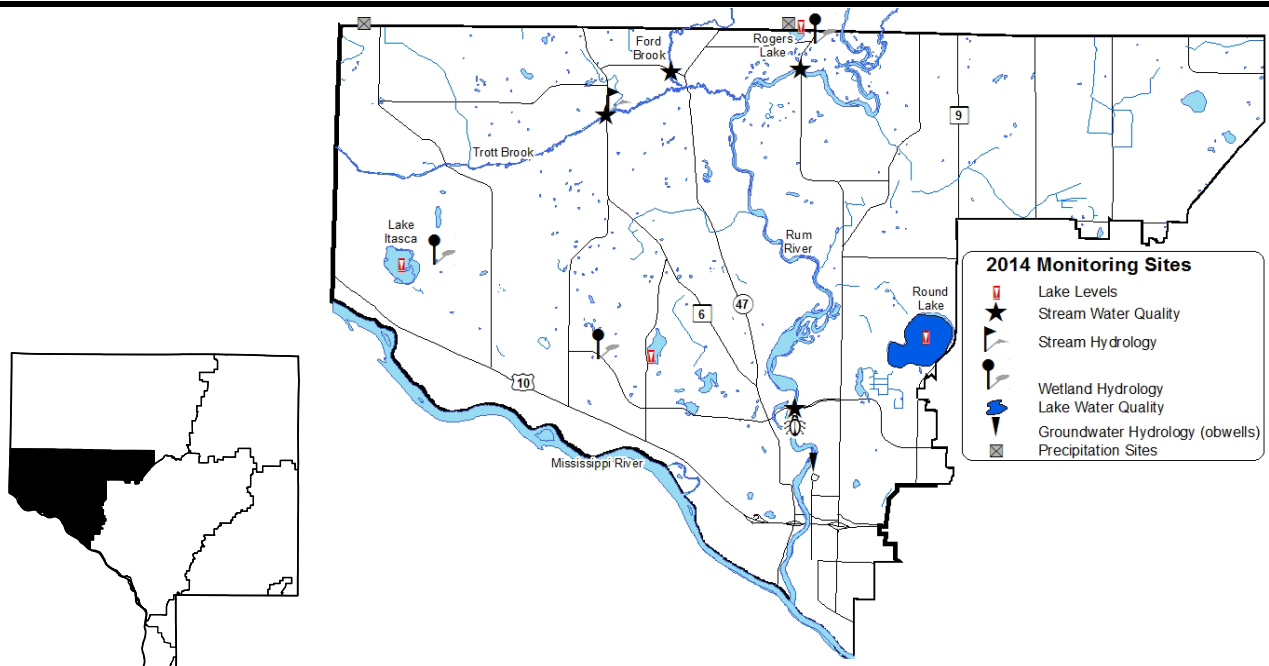 Ford
Brook
Rogers
Lake
9
Trott Brook
Lake
Itasca
Rum
River
47
6
10
Round
Lake
Mississippi River
2014 Monitoring Sites
Lake Levels
Stream Water Quality
Stream Hydrology
Wetland Hydrology
Lake Water Quality
Groundwater Hydrology (obwells)
Precipitation Sites